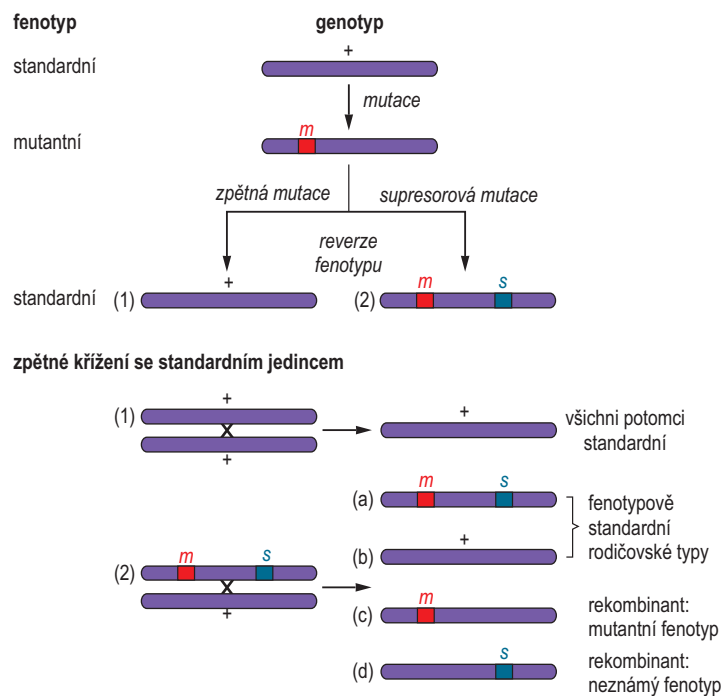 fenotyp genotyp
+
standardní
mutace
m
mutantní
zpětná mutace supresorová mutace
reverze
fenotypu
+ m s
standardní (1) (2)
zpětné křížení se standardním jedincem
+
(1)
X
+
+
všichni potomci
standardní
m s
(a)
+
(b)
fenotypově
standardní
rodičovské typy
m s
(2)
X
+
m
(c)
rekombinant:
mutantní fenotyp
s
(d)
rekombinant:
neznámý fenotyp